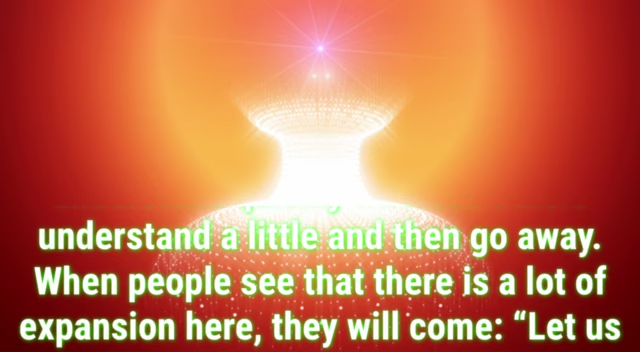 understand a little and then go away.
When people see that there is a lot of
expansion here, they will come: “Let us